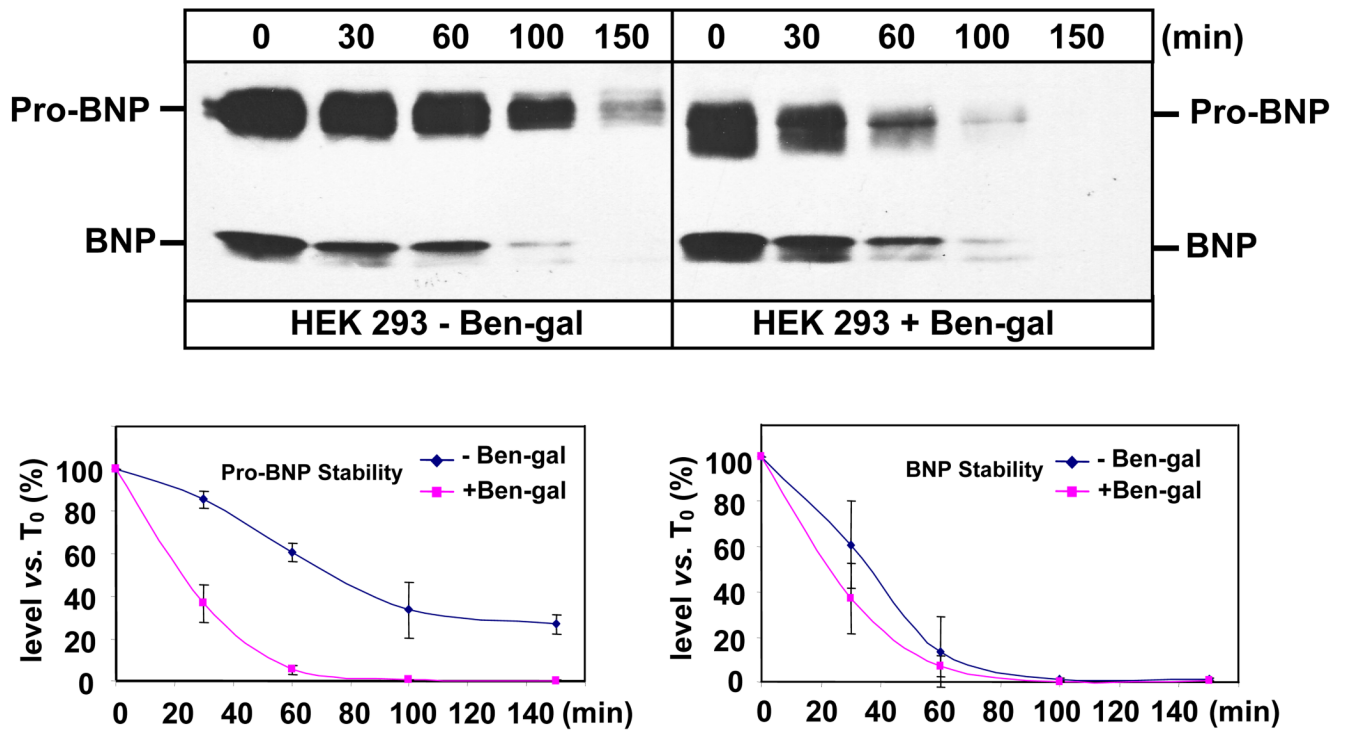 0 30 60 100 150 0 30 60 100 150 (min)
Pro-BNP Pro-BNP
BNP BNP
HEK 293 - Ben-gal HEK 293 + Ben-gal
level vs. T0 (%)
100
80
60
40
20
0
Pro-BNP Stability
- Ben-gal
+Ben-gal
0 20 40 60 80 100 120 140 (min)
level vs. T0 (%)
100
80
60
40
20
0
BNP Stability
- Ben-gal
+Ben-gal
0 20 40 60 80 100 120 140 (min)